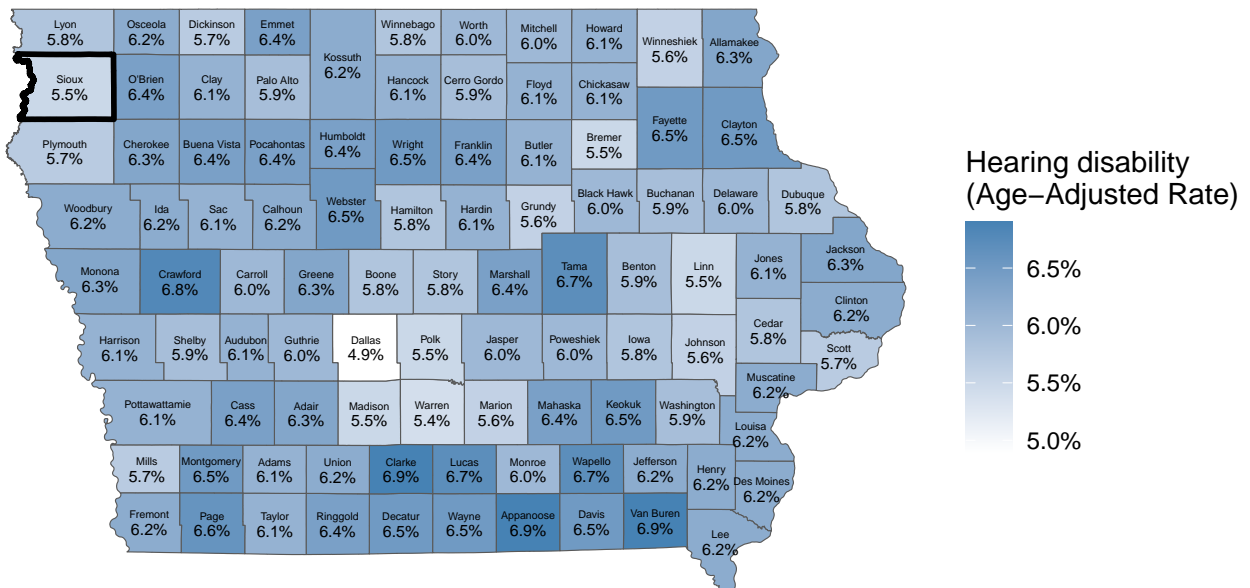 Lyon
5.8%
Osceola
6.2%
Dickinson
5.7%
Emmet
6.4%
Winnebago
5.8%
Worth
6.0%
Mitchell
6.0%
Howard
6.1%
Winneshiek
5.6%
Allamakee
6.3%
Kossuth
6.2%
Sioux
5.5%
O'Brien
6.4%
Clay
6.1%
Palo Alto
5.9%
Hancock
6.1%
Cerro Gordo
5.9%
Floyd
6.1%
Chickasaw
6.1%
Fayette
6.5%
Clayton
6.5%
Plymouth
5.7%
Cherokee
6.3%
Buena Vista
6.4%
Pocahontas
6.4%
Humboldt
6.4%
Wright
6.5%
Franklin
6.4%
Butler
6.1%
Bremer
5.5%
Woodbury
6.2%
Ida
6.2%
Sac
6.1%
Calhoun
6.2%
Webster
6.5%
Hamilton
5.8%
Hardin
6.1%
Grundy
5.6%
Black Hawk
6.0%
Buchanan
5.9%
Delaware
6.0%
Dubuque
5.8%
Monona
6.3%
Crawford
6.8%
Carroll
6.0%
Greene
6.3%
Boone
5.8%
Story
5.8%
Marshall
6.4%
Tama
6.7%
Benton
5.9%
Linn
5.5%
Jones
6.1%
Jackson
6.3%
Clinton
6.2%
Harrison
6.1%
Shelby
5.9%
Audubon
6.1%
Guthrie
6.0%
Dallas
4.9%
Polk
5.5%
Jasper
6.0%
Poweshiek
6.0%
Iowa
5.8%
Johnson
5.6%
Cedar
5.8%
Scott
5.7%
Muscatine
6.2%
Pottawattamie
6.1%
Cass
6.4%
Adair
6.3%
Madison
5.5%
Warren
5.4%
Marion
5.6%
Mahaska
6.4%
Keokuk
6.5%
Washington
5.9%
Louisa
6.2%
Mills
5.7%
Montgomery
6.5%
Adams
6.1%
Union
6.2%
Clarke
6.9%
Lucas
6.7%
Monroe
6.0%
Wapello
6.7%
Jefferson
6.2%
Henry
6.2%
Des Moines
6.2%
Fremont
6.2%
Page
6.6%
Taylor
6.1%
Ringgold
6.4%
Decatur
6.5%
Wayne
6.5%
Appanoose
6.9%
Davis
6.5%
Van Buren
6.9%
Lee
6.2%
Hearing disability
(Age−Adjusted Rate)
6.5%
6.0%
5.5%
5.0%